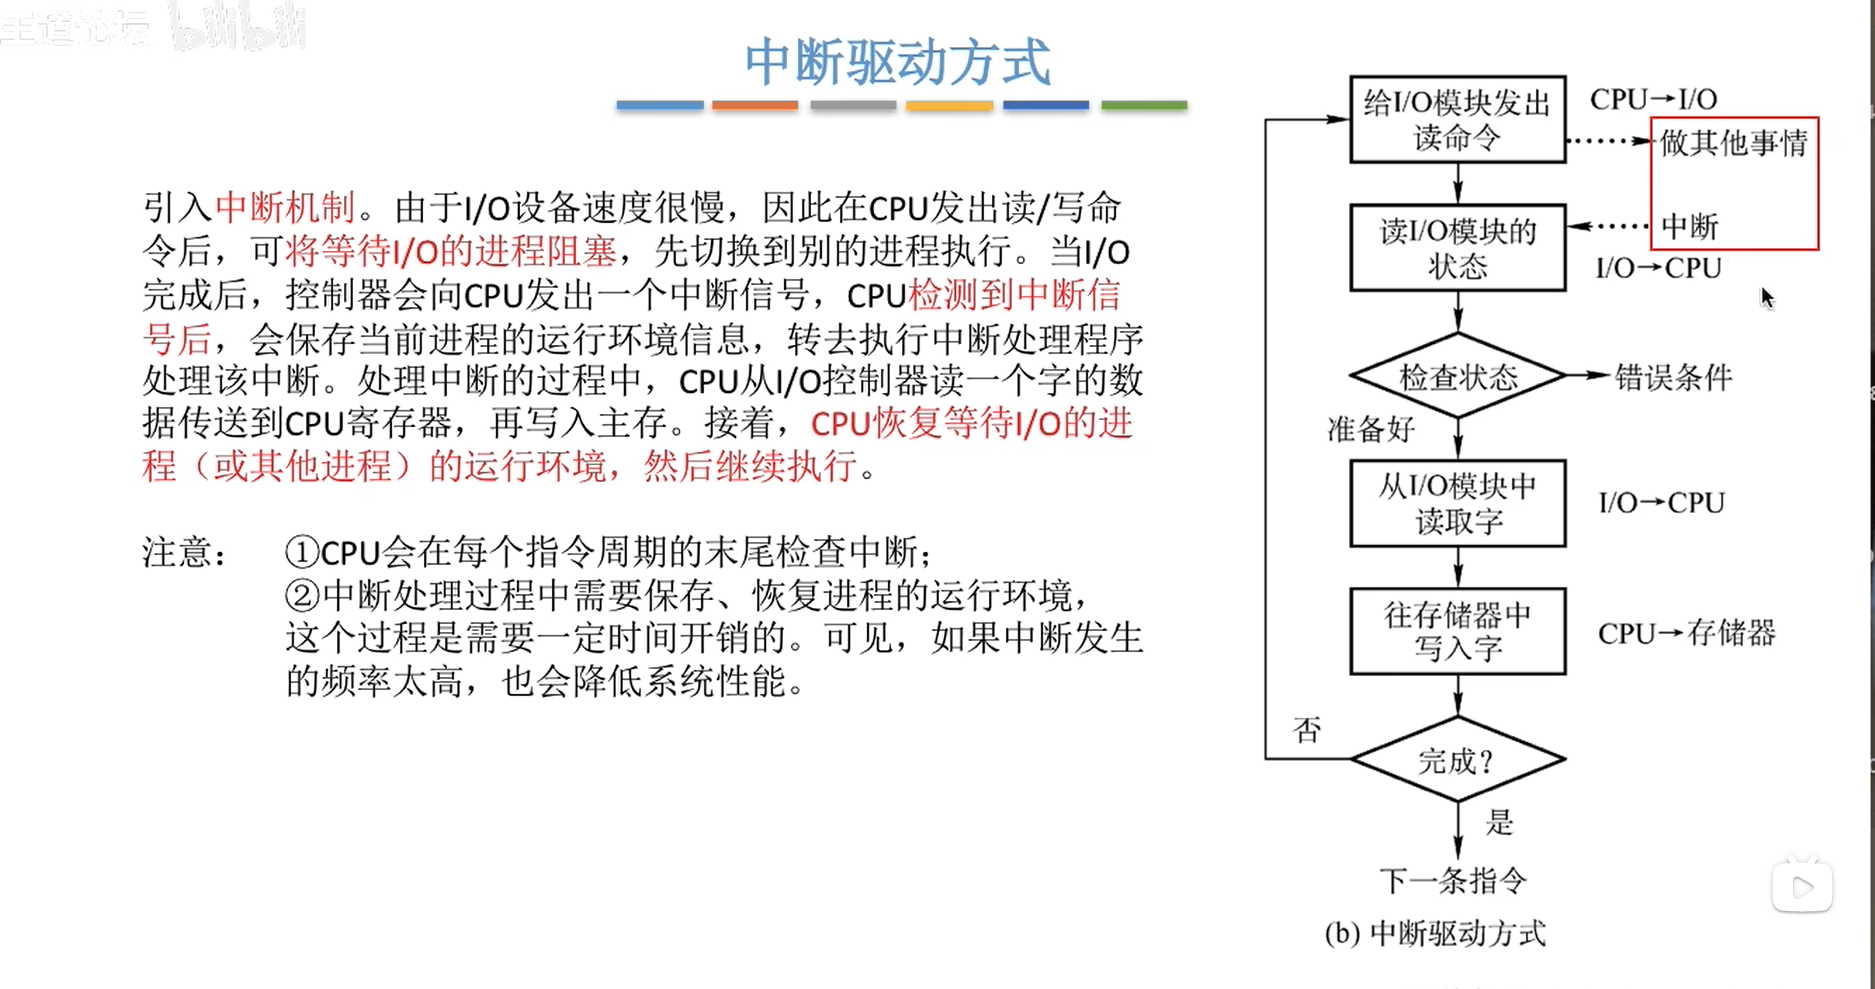 王道论坛 bilibili
中断驱动方式
引入中断机制。由于I/O设备速度很慢，因此在CPU发出读/写命
令后，可将等待I/O的进程阻塞，先切换到别的进程执行。当I/O
完成后，控制器会向CPU发出一个中断信号，CPU检测到中断信
号后，会保存当前进程的运行环境信息，转去执行中断处理程序
处理该中断。处理中断的过程中，CPU从I/O控制器读一个字的数
据传送到CPU寄存器，再写入主存。接着，CPU恢复等待I/O的进
程（或其他进程）的运行环境，然后继续执行。
注意： ①CPU会在每个指令周期的末尾检查中断；
②中断处理过程中需要保存、恢复进程的运行环境，
这个过程是需要一定时间开销的。可见，如果中断发生
的频率太高，也会降低系统性能。
给I/O模块发出
读命令
CPU→I/O
做其他事情
读I/O模块的
状态
中断
I/O→CPU
检查状态
错误条件
准备好
从I/O模块中
读取字
I/O→CPU
往存储器中
写入字
CPU→存储器
否
完成？
是
下一条指令
(b) 中断驱动方式